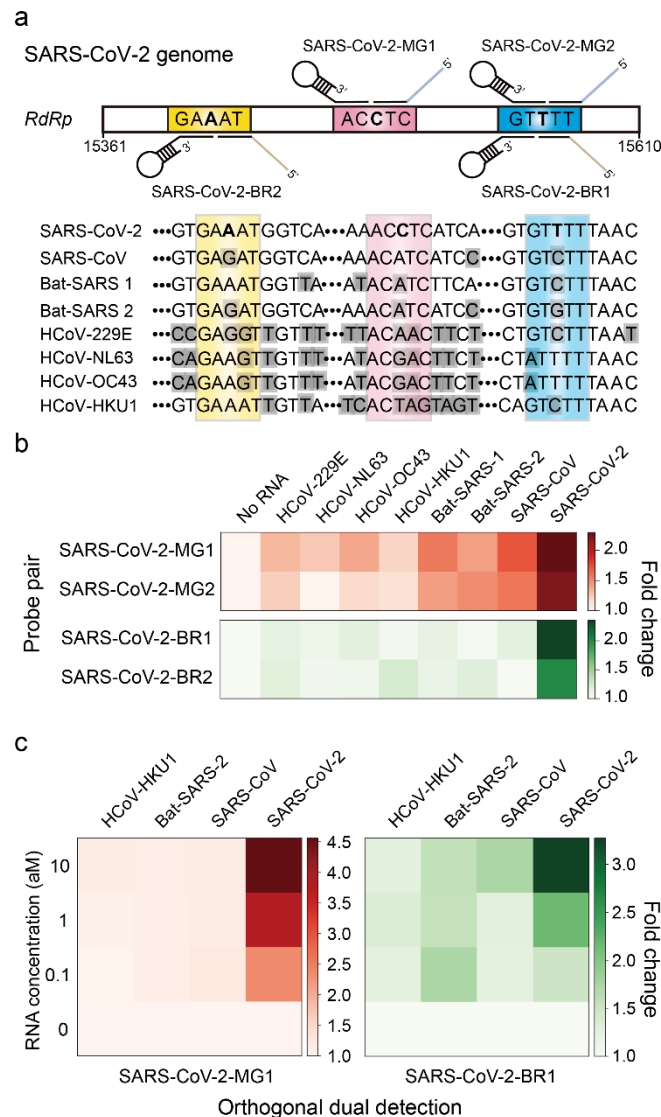 a
SARS-CoV-2 genome
SARS-CoV-2-MG1
SARS-CoV-2-MG2
3'
5'
3'
5'
RdRp
GAAAT
ACCTC
GTTTT
15361
15610
3'
5'
3'
5'
SARS-CoV-2-BR2
SARS-CoV-2-BR1
SARS-CoV-2 •••GTGAAATGGTCA•••AAACCTCATCA•••GTGTTTTTAAC
SARS-CoV •••GTGAGATGGTCA•••AAACATCATCC•••GTGTCTTTAAC
Bat-SARS 1 •••GTGAAATGGTTA•••ATACATCATCA•••GTGTCTTTAAC
Bat-SARS 2 •••GTGAGATGGTCA•••AAACATCATCC•••GTGTGTTTAAC
HCoV-229E •••CCGAGGTTGTTT•••TTACAACTTCT•••CTGTCTTTAAT
HCoV-NL63 •••CAGAAGTTGTTT•••ATACGACTTCT•••CTATTTTTAAC
HCoV-OC43 •••CAGAAGTTGTTT•••ATACGACTTCT•••CTATTTTTAAC
HCoV-HKU1 •••GTGAAATTGTTA•••TCACTAGTAGT•••CAGTCTTTAAC
b
No RNA
HCoV-229E
HCoV-NL63
HCoV-OC43
HCoV-HKU1
Bat-SARS-1
Bat-SARS-2
SARS-CoV
SARS-CoV-2
Probe pair
SARS-CoV-2-MG1
SARS-CoV-2-MG2
SARS-CoV-2-BR1
SARS-CoV-2-BR2
2.0
1.5
1.0
2.0
1.5
1.0
Fold change
c
HCoV-HKU1
Bat-SARS-2
SARS-CoV
SARS-CoV-2
HCoV-HKU1
Bat-SARS-2
SARS-CoV
SARS-CoV-2
RNA concentration (aM)
10
1
0.1
0
4.5
4.0
3.5
3.0
2.5
2.0
1.5
1.0
3.0
2.5
2.0
1.5
1.0
Fold change
SARS-CoV-2-MG1
SARS-CoV-2-BR1
Orthogonal dual detection